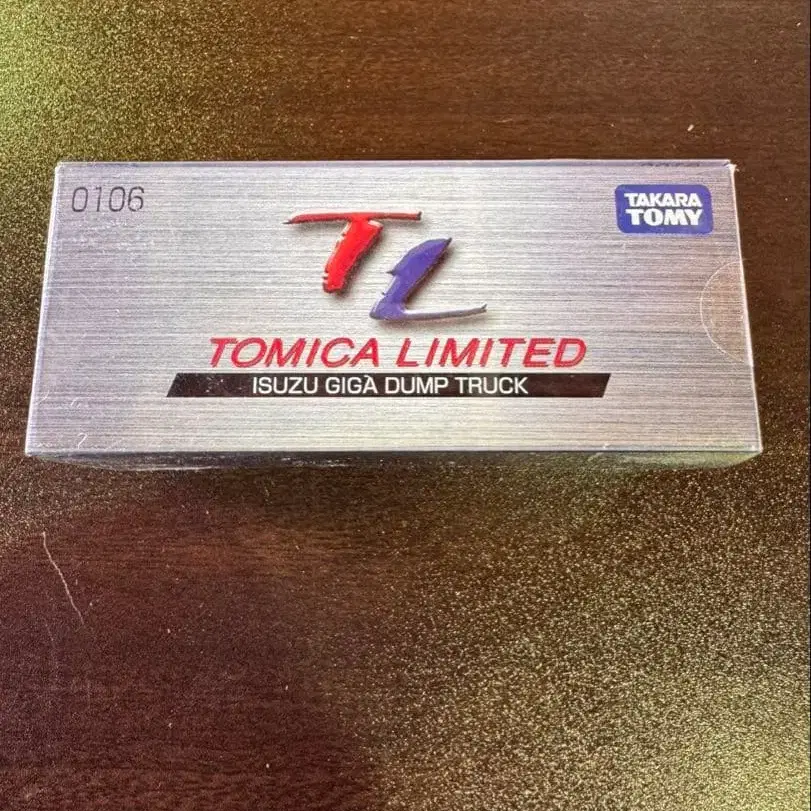 0106
TAKARA
TOMY
TL
TOMICA LIMITED
ISUZU GIGA DUMP TRUCK